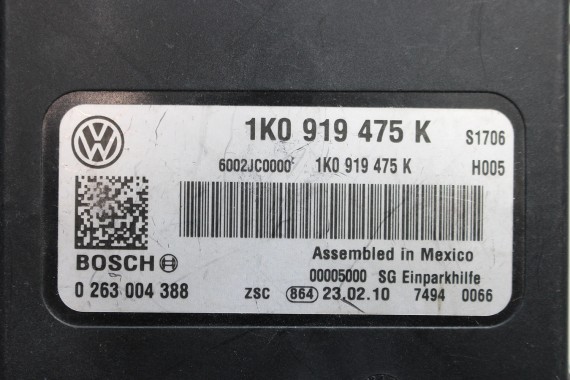 1K0 919 475 K S1706
6002JC0000 1K0 919 475 K H005
Assembled in Mexico
BOSCH 00005000 SG Einparkhilfe
0 263 004 388 ZSC 864 23.02.10 7494 0066